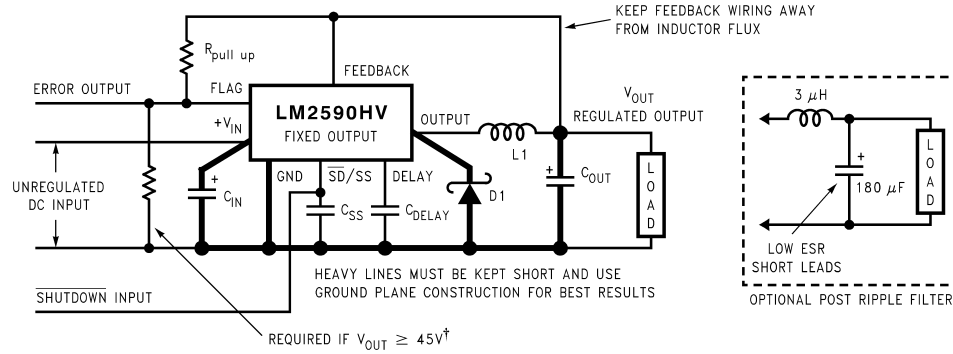 KEEP FEEDBACK WIRING AWAY
FROM INDUCTOR FLUX
Rpull up
FEEDBACK
ERROR OUTPUT
FLAG
LM2590HV
FIXED OUTPUT
+VIN
OUTPUT
L1
VOUT
REGULATED OUTPUT
UNREGULATED
DC INPUT
+
CIN
GND
SD/SS
DELAY
CSS
CDELAY
D1
+
COUT
LOAD
HEAVY LINES MUST BE KEPT SHORT AND USE
GROUND PLANE CONSTRUCTION FOR BEST RESULTS
SHUTDOWN INPUT
REQUIRED IF VOUT ≥ 45V†
3 μH
+
180 μF
LOAD
LOW ESR
SHORT LEADS
OPTIONAL POST RIPPLE FILTER